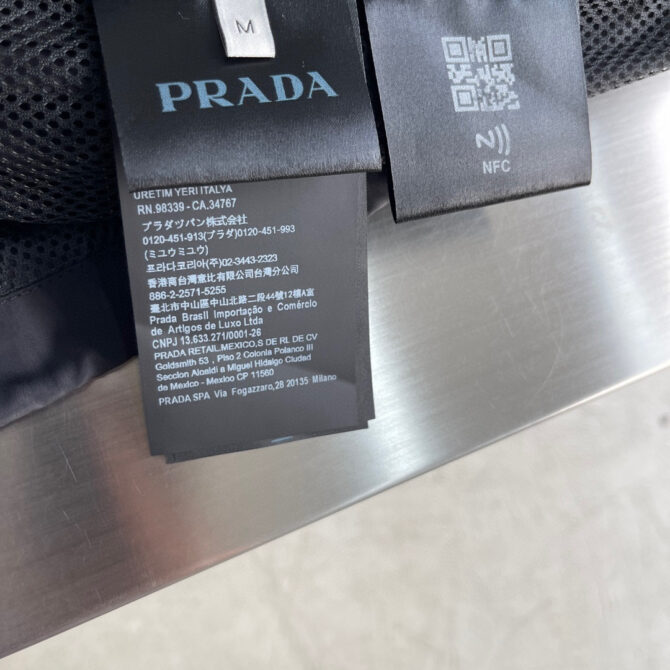 M
PRADA
NFC
URETIM YERI ITALYA
RN.98339 - CA.34767
プラダジャパン株式会社
0120-451-913(プラダ)0120-451-993
(ミュウミュウ)
프라다코리아(주)02-3443-2323
香港商台灣意比有限公司台灣分公司
886-2-2571-5255
臺北市中山區中山北路二段44號12樓A室
Prada Brasil Importação e Comércio
de Artigos de Luxo Ltda
CNPJ 13.633.271/0001-26
PRADA RETAIL,MEXICO,S DE RL DE CV
Goldsmith 53 , Piso 2 Colonia Polanco III
Seccion Alcaldia a Miguel Hidalgo Ciudad
de Mexico - Mexico CP 11560
PRADA SPA Via Fogazzaro,28 20135 Milano